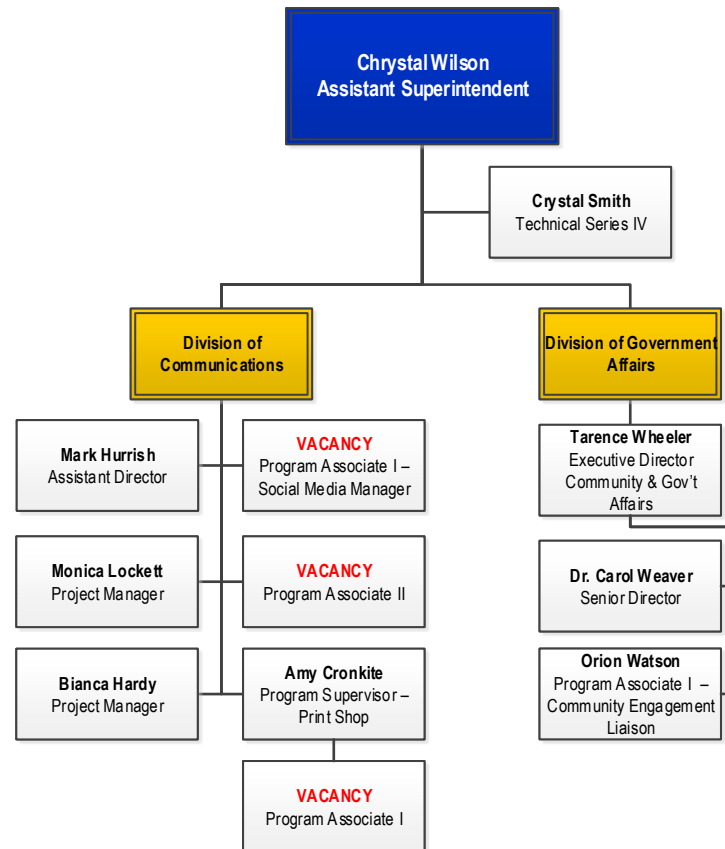 Chrystal Wilson
Assistant Superintendent
Crystal Smith
Technical Series IV
Division of
Communications
Division of Government
Affairs
Mark Hurrish
Assistant Director
VACANCY
Program Associate I –
Social Media Manager
Tarence Wheeler
Executive Director
Community & Gov’t
Affairs
Monica Lockett
Project Manager
VACANCY
Program Associate II
Dr. Carol Weaver
Senior Director
Bianca Hardy
Project Manager
Amy Cronkite
Program Supervisor –
Print Shop
Orion Watson
Program Associate I –
Community Engagement
Liaison
VACANCY
Program Associate I